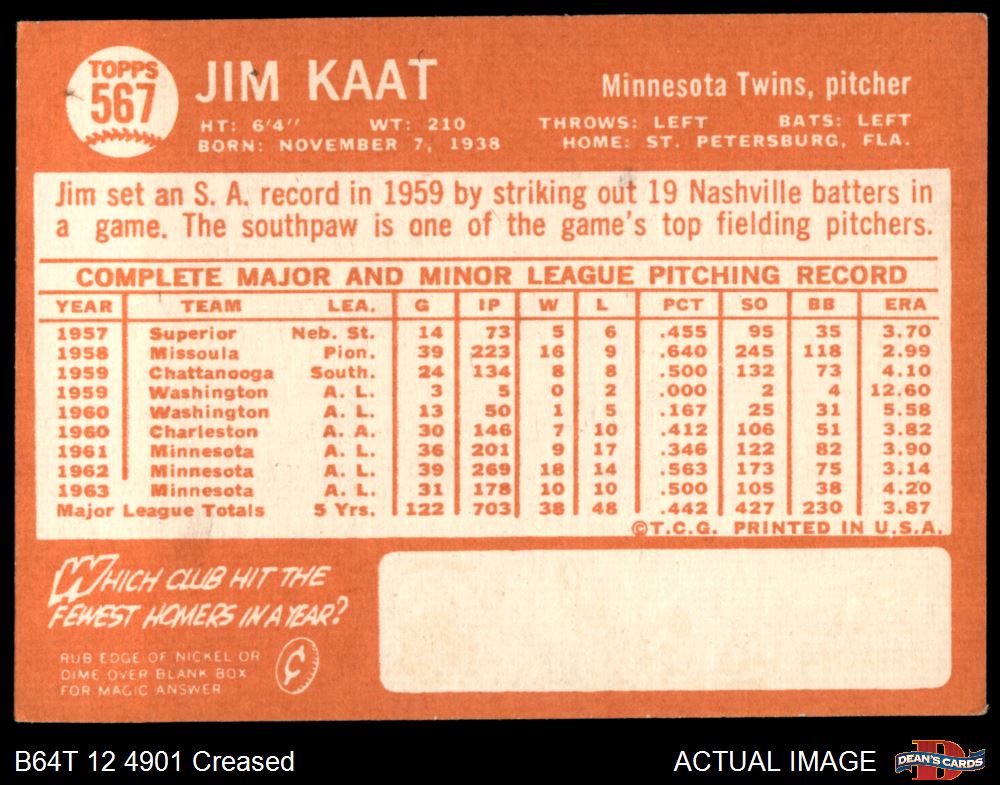 TOPPS
567
JIM KAAT
Minnesota Twins, pitcher
HT: 6'4" WT: 210 THROWS: LEFT BATS: LEFT
BORN: NOVEMBER 7, 1938 HOME: ST. PETERSBURG, FLA.
Jim set an S. A. record in 1959 by striking out 19 Nashville batters in
a game. The southpaw is one of the game's top fielding pitchers.
COMPLETE MAJOR AND MINOR LEAGUE PITCHING RECORD
YEAR TEAM LEA. G IP W L PCT SO BB ERA
1957 Superior Neb. St. 14 73 5 6 .455 95 35 3.70
1958 Missoula Pion. 39 223 16 9 .640 245 118 2.99
1959 Chattanooga South. 24 134 8 8 .500 132 73 4.10
1959 Washington A. L. 3 5 0 2 .000 2 4 12.60
1960 Washington A. L. 13 50 1 5 .167 25 31 5.58
1960 Charleston A. A. 30 146 7 10 .412 106 51 3.82
1961 Minnesota A. L. 36 201 9 17 .346 122 82 3.90
1962 Minnesota A. L. 39 269 18 14 .563 173 75 3.14
1963 Minnesota A. L. 31 178 10 10 .500 105 38 4.20
Major League Totals 5 Yrs. 122 703 38 48 .442 427 230 3.87
©T.C.G. PRINTED IN U.S.A.
WHICH CLUB HIT THE
FEWEST HOMERS IN A YEAR?
RUB EDGE OF NICKEL OR
DIME OVER BLANK BOX
FOR MAGIC ANSWER
¢
B64T 12 4901 Creased
ACTUAL IMAGE
D
DEAN'S CARDS